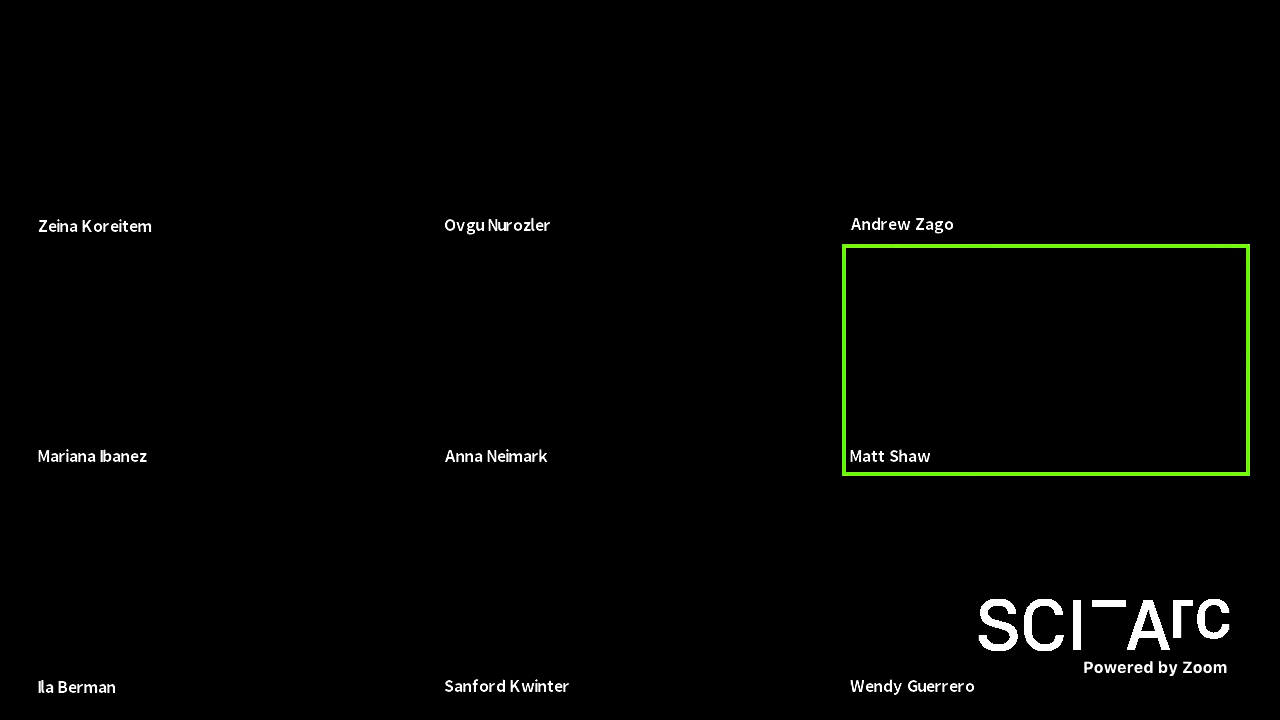 Zeina Koreitem
Ovgu Nurozler
Andrew Zago
Mariana Ibanez
Anna Neimark
Matt Shaw
SCI-Arc
Powered by Zoom
Ila Berman
Sanford Kwinter
Wendy Guerrero